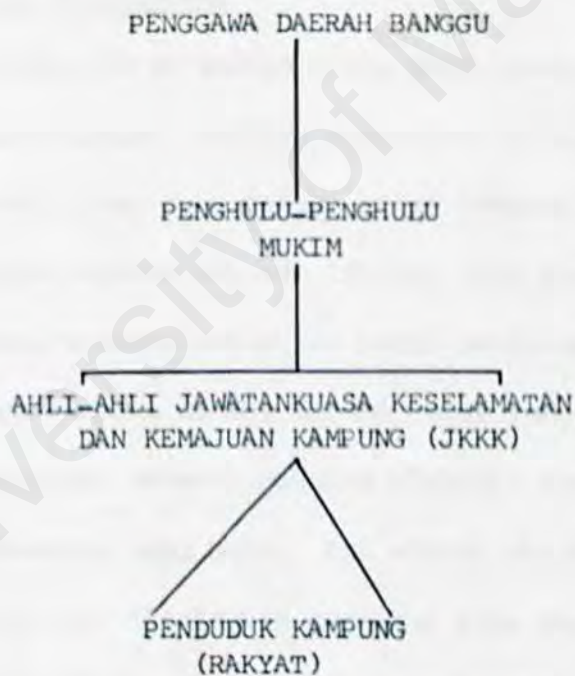 PENGGAWA DAERAH BANGGU
PENGHULU-PENGHULU
MUKIM
AHLI-AHLI JAWATANKUASA KESELAMATAN
DAN KEMAJUAN KAMPUNG (JKKK)
PENDUDUK KAMPUNG
(RAKYAT)